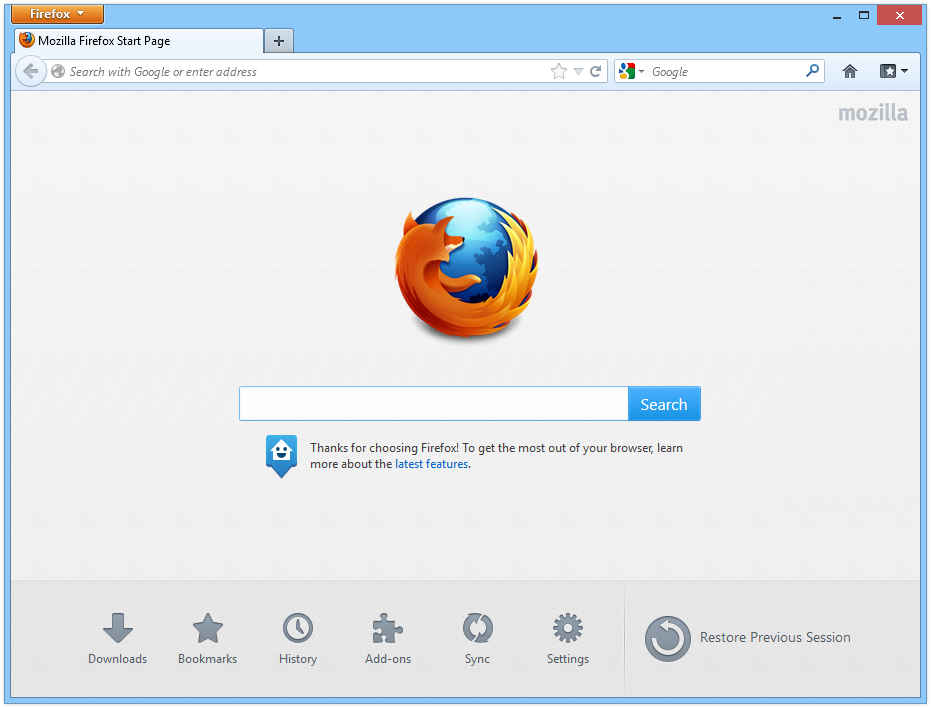 Firefox
Mozilla Firefox Start Page
Search with Google or enter address
Google
mozilla
Search
Thanks for choosing Firefox! To get the most out of your browser, learn
more about the latest features.
Downloads
Bookmarks
History
Add-ons
Sync
Settings
Restore Previous Session